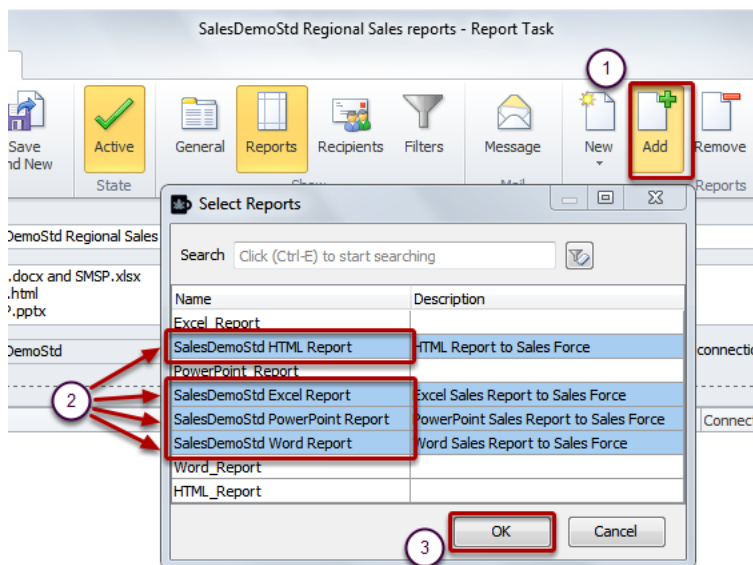 SalesDemoStd Regional Sales reports - Report Task
1
Save
nd New
Active
General
Reports
Recipients
Filters
Message
New
Add
Remove
State
Mail
Reports
Select Reports
DemoStd Regional Sales
Search Click (Ctrl-E) to start searching
.docx and SMSP.xlsx
.html
P.pptx
Name Description
Excel_Report
SalesDemoStd HTML Report HTML Report to Sales Force
DemoStd
connectio
PowerPoint_Report
2
SalesDemoStd Excel Report Excel Sales Report to Sales Force
SalesDemoStd PowerPoint Report PowerPoint Sales Report to Sales Force
Connect
SalesDemoStd Word Report Word Sales Report to Sales Force
Word_Report
HTML_Report
3
OK
Cancel